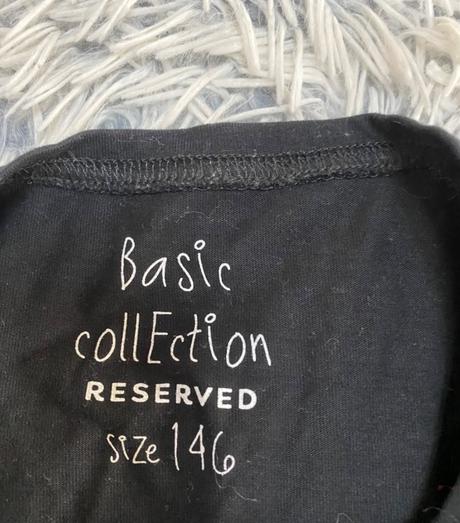 Basic
collEction
RESERVED
size 146